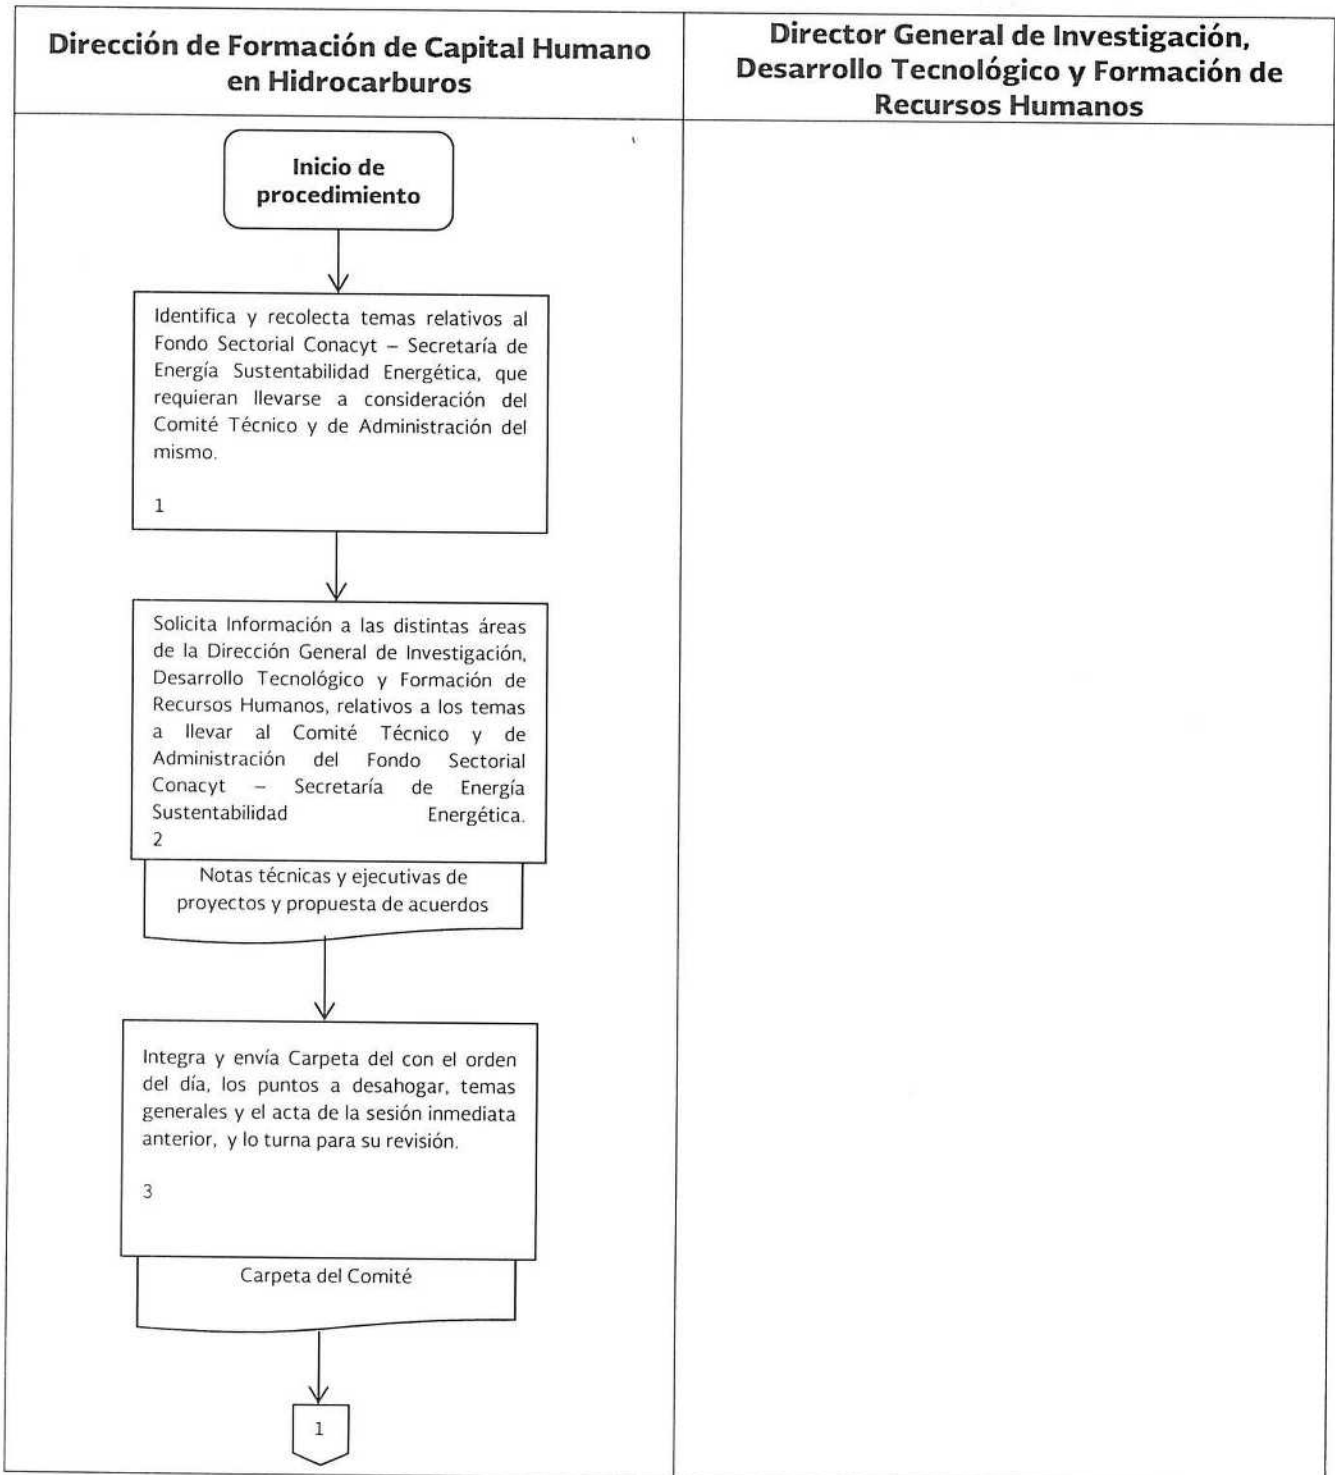 Dirección de Formación de Capital Humano
en Hidrocarburos
Director General de Investigación,
Desarrollo Tecnológico y Formación de
Recursos Humanos
Inicio de
procedimiento
Identifica y recolecta temas relativos al
Fondo Sectorial Conacyt – Secretaría de
Energía Sustentabilidad Energética, que
requieran llevarse a consideración del
Comité Técnico y de Administración del
mismo.
1
Solicita Información a las distintas áreas
de la Dirección General de Investigación,
Desarrollo Tecnológico y Formación de
Recursos Humanos, relativos a los temas
a llevar al Comité Técnico y de
Administración del Fondo Sectorial
Conacyt – Secretaría de Energía
Sustentabilidad Energética.
2
Notas técnicas y ejecutivas de
proyectos y propuesta de acuerdos
Integra y envía Carpeta del con el orden
del día, los puntos a desahogar, temas
generales y el acta de la sesión inmediata
anterior, y lo turna para su revisión.
3
Carpeta del Comité
1